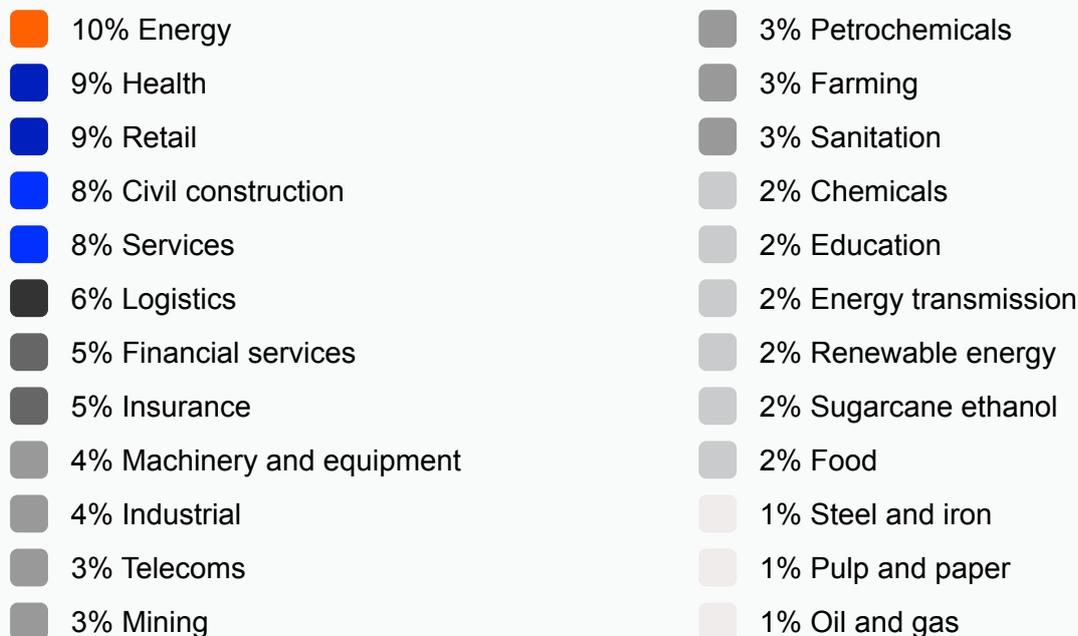 10% Energy
9% Health
9% Retail
8% Civil construction
8% Services
6% Logistics
5% Financial services
5% Insurance
4% Machinery and equipment
4% Industrial
3% Telecoms
3% Mining
3% Petrochemicals
3% Farming
3% Sanitation
2% Chemicals
2% Education
2% Energy transmission
2% Renewable energy
2% Sugarcane ethanol
2% Food
1% Steel and iron
1% Pulp and paper
1% Oil and gas